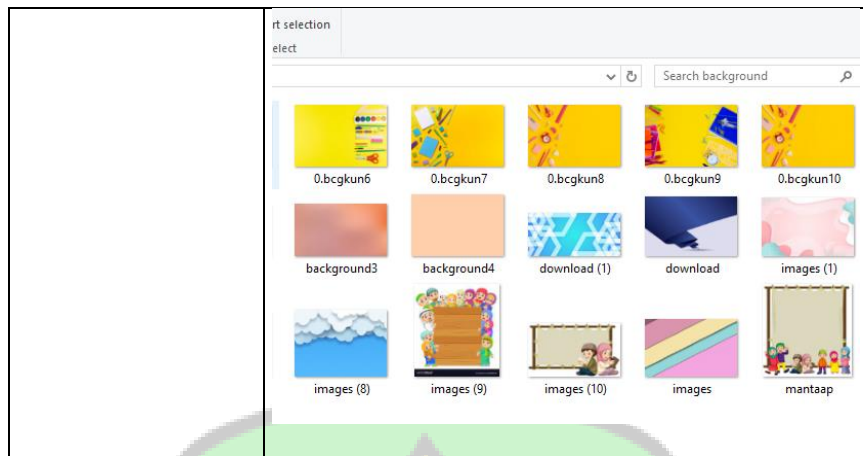 rt selection
elect
Search background
0.bcgkun6 0.bcgkun7 0.bcgkun8 0.bcgkun9 0.bcgkun10
background3 background4 download (1) download images (1)
images (8) images (9) images (10) images mantaap